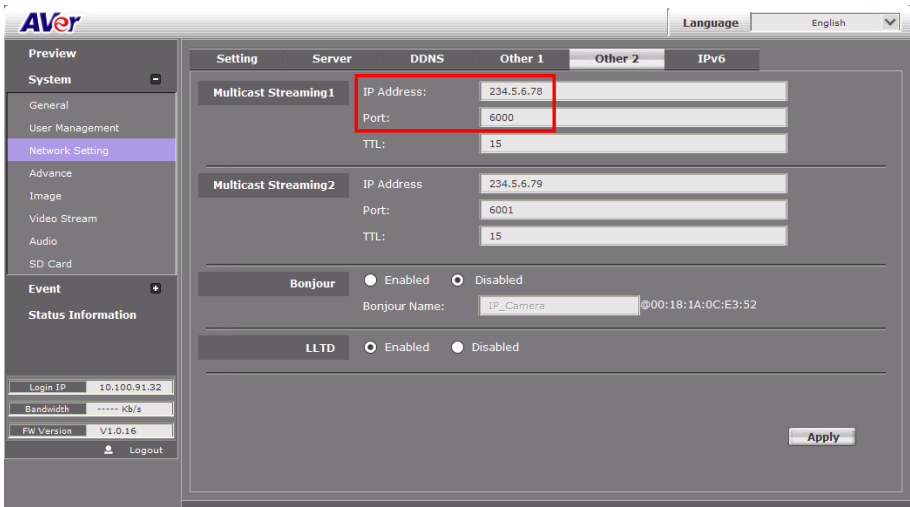 AVer
Language English
Preview
System
General
User Management
Network Setting
Advance
Image
Video Stream
Audio
SD Card
Event
Status Information
Login IP 10.100.91.32
Bandwidth ----- Kb/s
FW Version V1.0.16
Logout
Setting Server DDNS Other 1 Other 2 IPv6
Multicast Streaming1 IP Address: 234.5.6.78
Port: 6000
TTL: 15
Multicast Streaming2 IP Address 234.5.6.79
Port: 6001
TTL: 15
Bonjour Enabled Disabled
Bonjour Name: IP_Camera @00:18:1A:0C:E3:52
LLTD Enabled Disabled
Apply